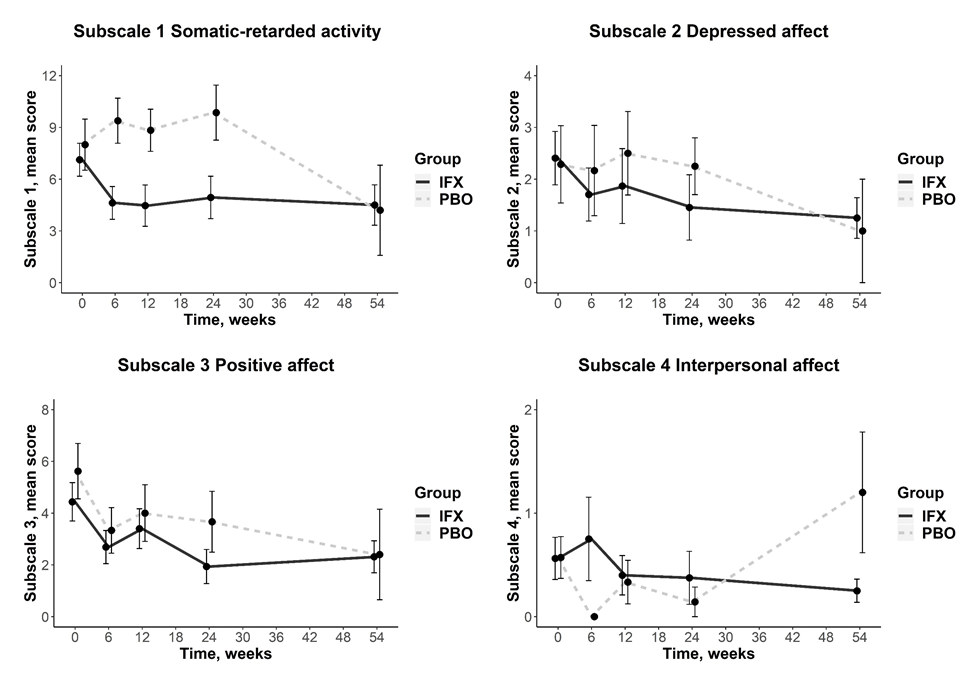 Subscale 1 Somatic-retarded activity
Subscale 1, mean score
12
9
6
3
0
0 6 12 18 24 30 36 42 48 54
Time, weeks
Group
IFX
PBO
Subscale 2 Depressed affect
Subscale 2, mean score
4
3
2
1
0
0 6 12 18 24 30 36 42 48 54
Time, weeks
Group
IFX
PBO
Subscale 3 Positive affect
Subscale 3, mean score
8
6
4
2
0
0 6 12 18 24 30 36 42 48 54
Time, weeks
Group
IFX
PBO
Subscale 4 Interpersonal affect
Subscale 4, mean score
2
1
0
0 6 12 18 24 30 36 42 48 54
Time, weeks
Group
IFX
PBO